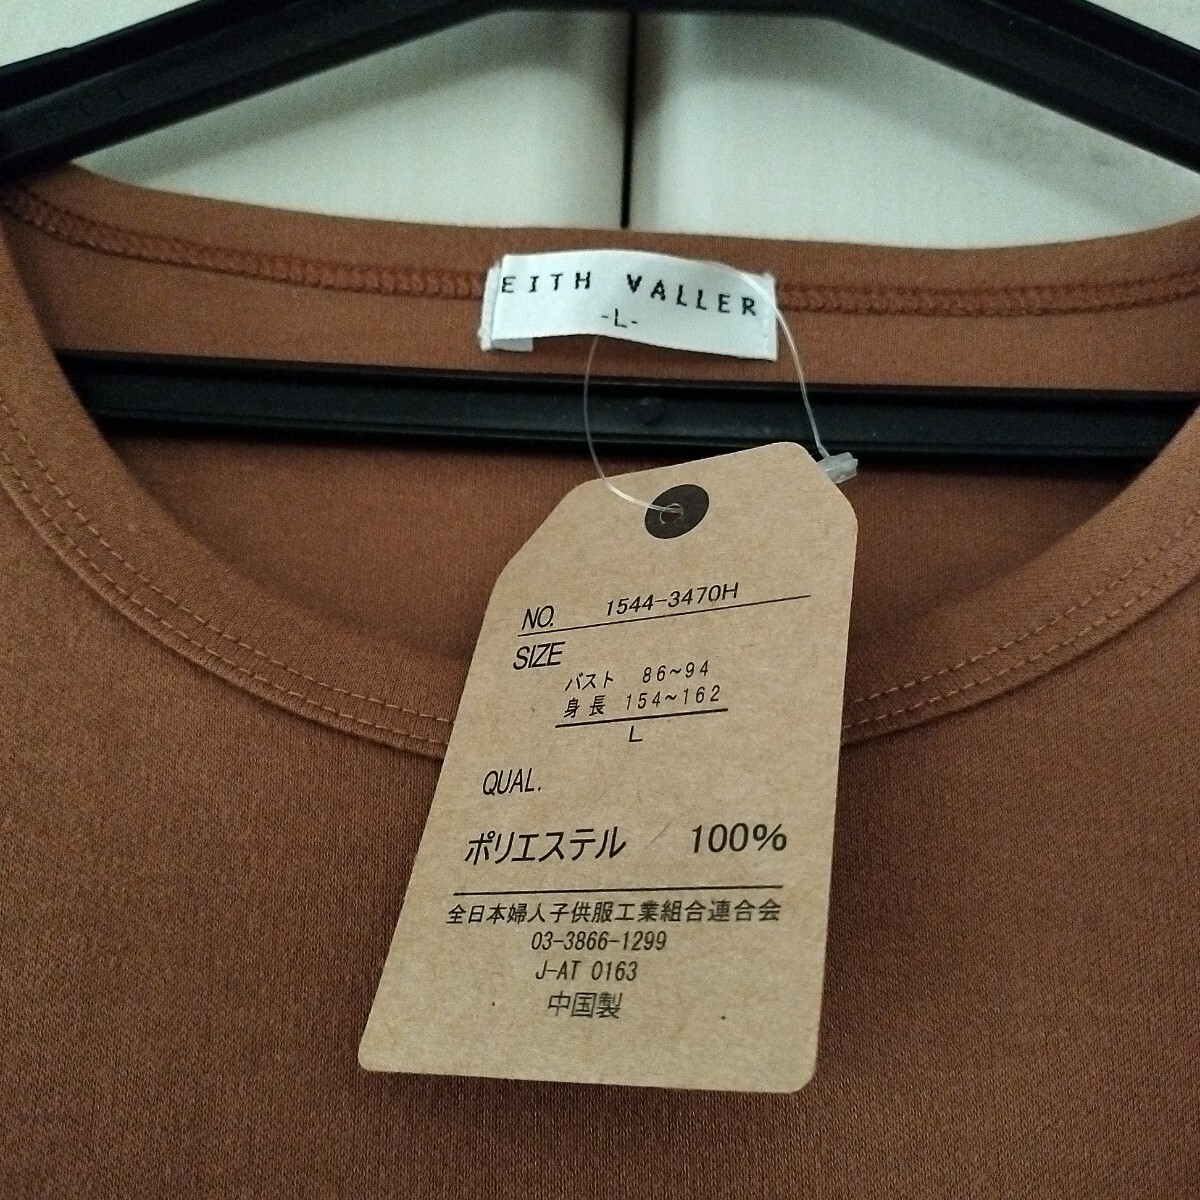 EITH VALLER
-L-
NO. 1544-3470H
SIZE
バスト 86~94
身長 154~162
L
QUAL.
ポリエステル / 100%
全日本婦人子供服工業組合連合会
03-3866-1299
J-AT 0163
中国製